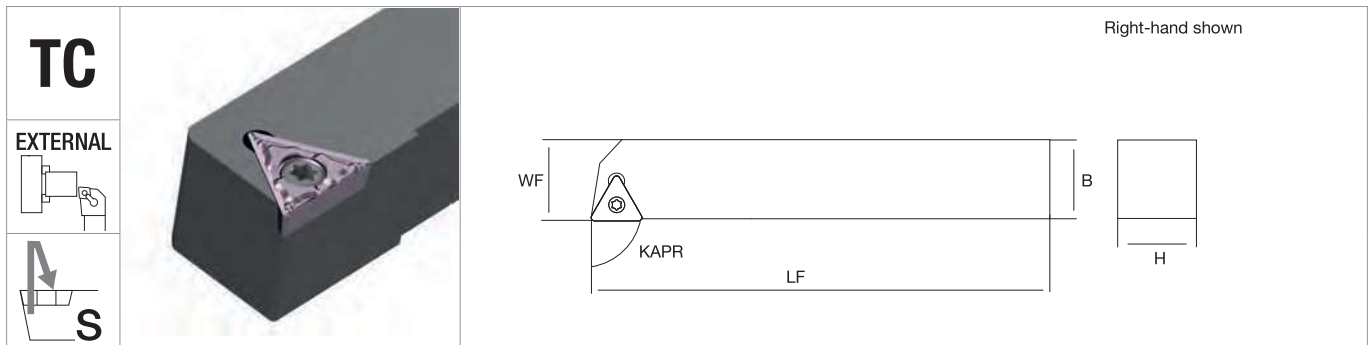 TC
EXTERNAL
S
Right-hand shown
WF
B
KAPR
LF
H